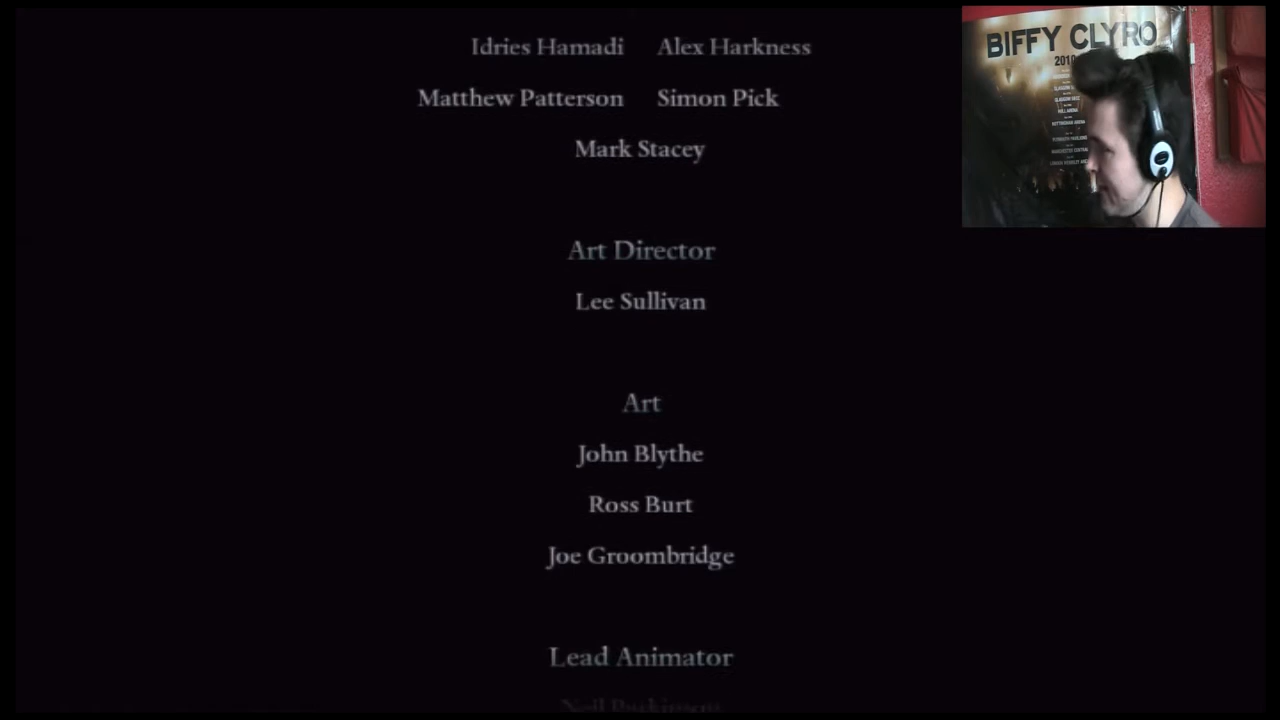 Idries Hamadi Alex Harkness
Matthew Patterson Simon Pick
Mark Stacey
Art Director
Lee Sullivan
Art
John Blythe
Ross Burt
Joe Groombridge
Lead Animator
BIFFY CLYRO